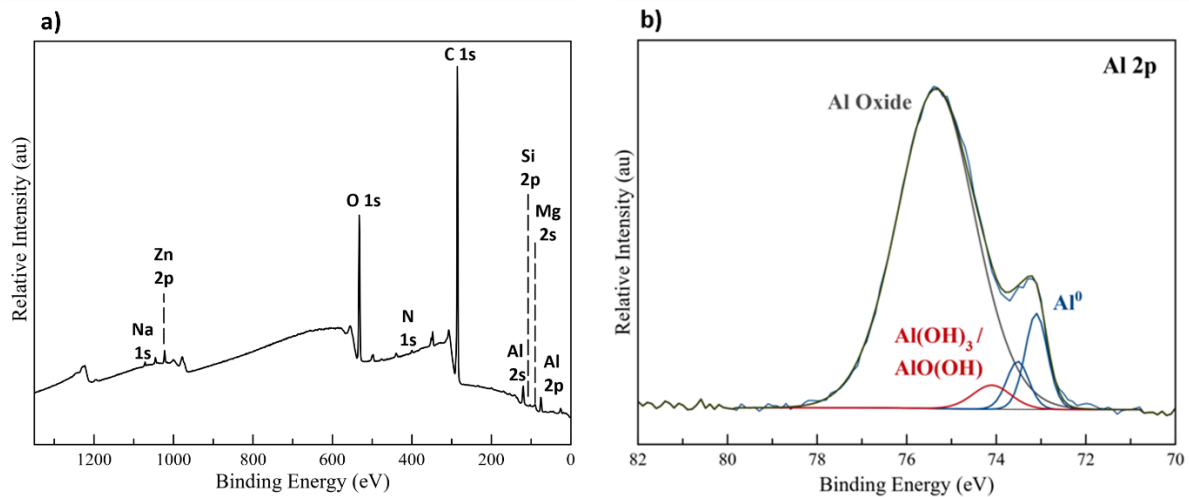 a)
C 1s
Si
2p
Mg
2s
O 1s
Zn
2p
Na
1s
N
1s
Al
2s
Al
2p
Relative Intensity (au)
1200 1000 800 600 400 200 0
Binding Energy (eV)
b)
Al 2p
Al Oxide
Al⁰
Al(OH)₃ /
AlO(OH)
Relative Intensity (au)
82 80 78 76 74 72 70
Binding Energy (eV)